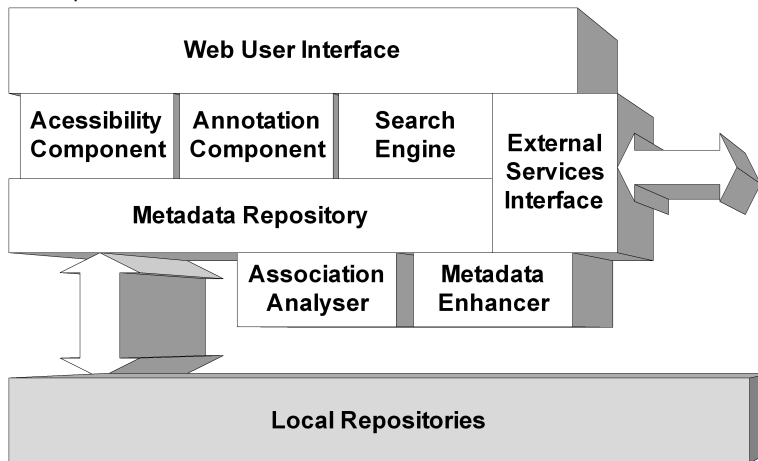 Web User Interface
Acessibility
Component
Annotation
Component
Search
Engine
External
Services
Interface
Metadata Repository
Association
Analyser
Metadata
Enhancer
Local Repositories